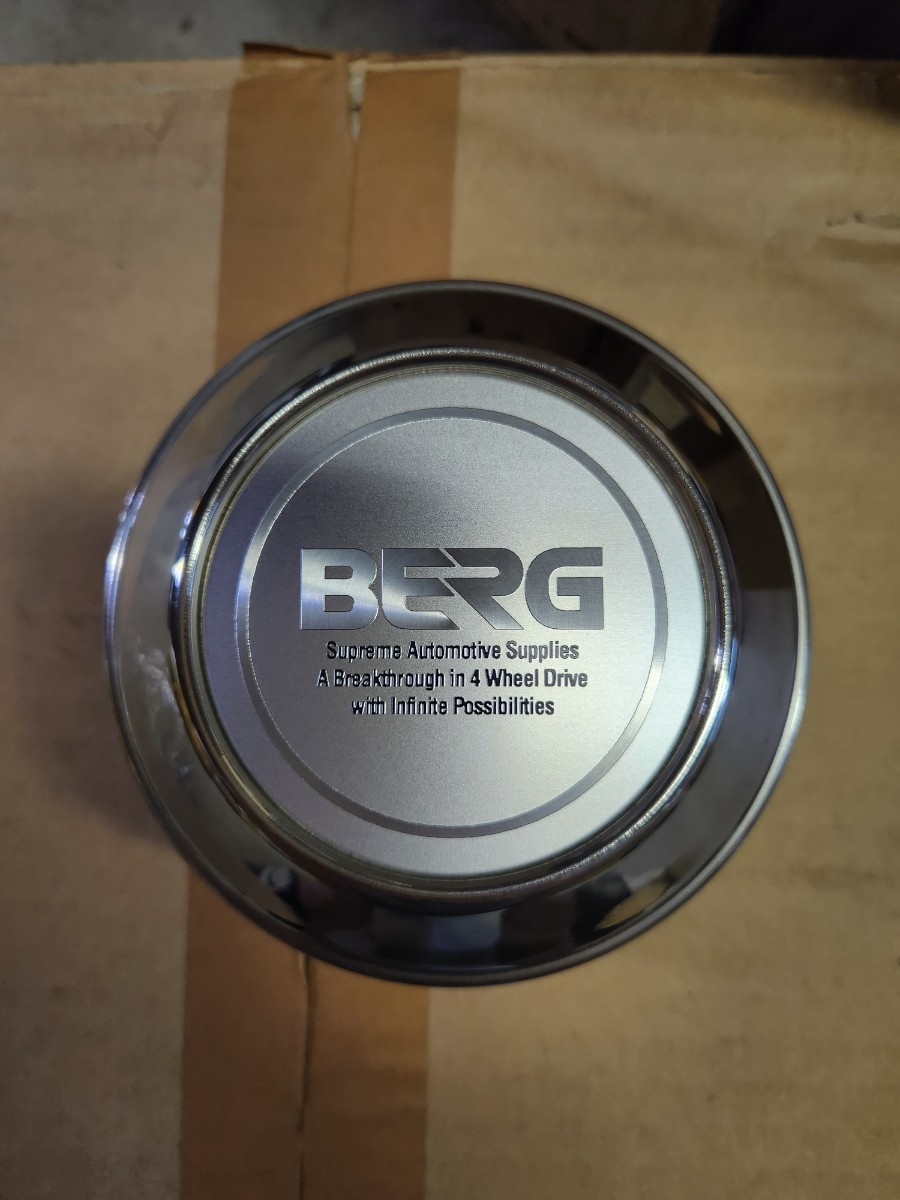 BERG
Supreme Automotive Supplies
A Breakthrough in 4 Wheel Drive
with Infinite Possibilities